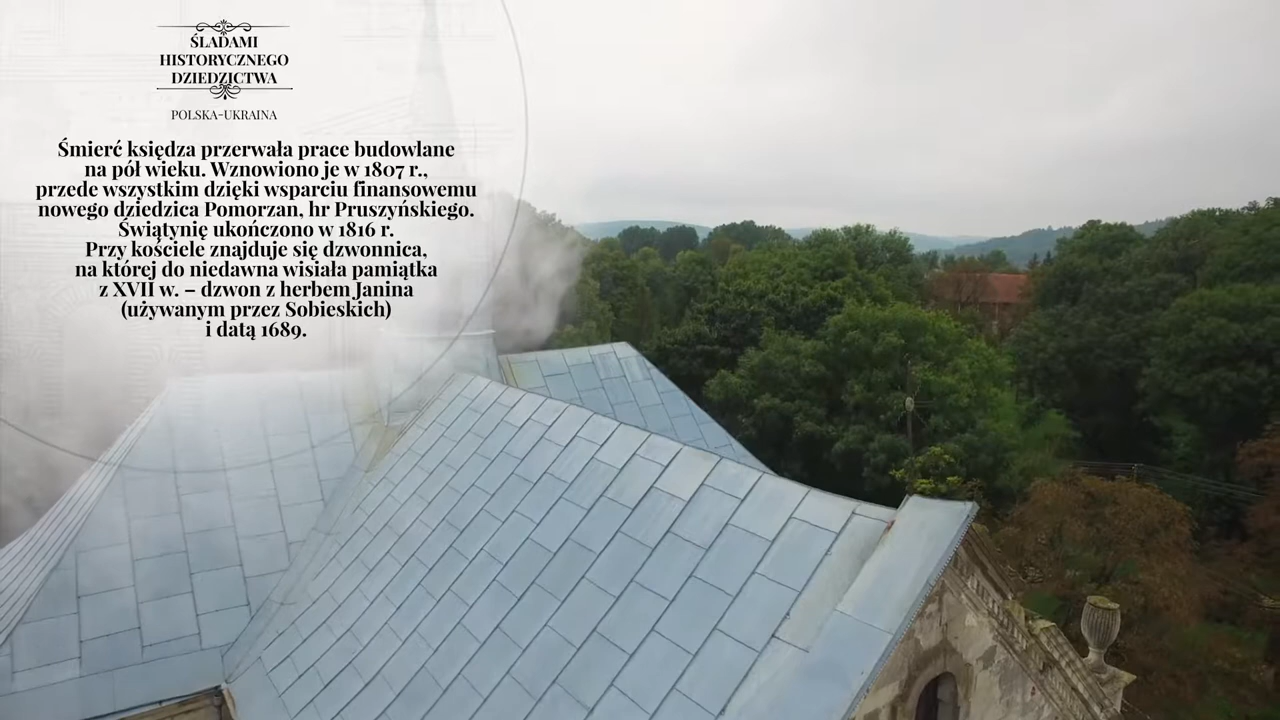 ŚLADAMI
HISTORYCZNEGO
DZIEDZICTWA
POLSKA-UKRAINA
Śmierć księdza przerwała prace budowlane
na pół wieku. Wznowiono je w 1807 r.,
przede wszystkim dzięki wsparciu finansowemu
nowego dziedzica Pomorzan, hr Pruszyńskiego.
Świątynię ukończono w 1816 r.
Przy kościele znajduje się dzwonnica,
na której do niedawna wisiała pamiątka
z XVII w. – dzwon z herbem Janina
(używanym przez Sobieskich)
i datą 1689.